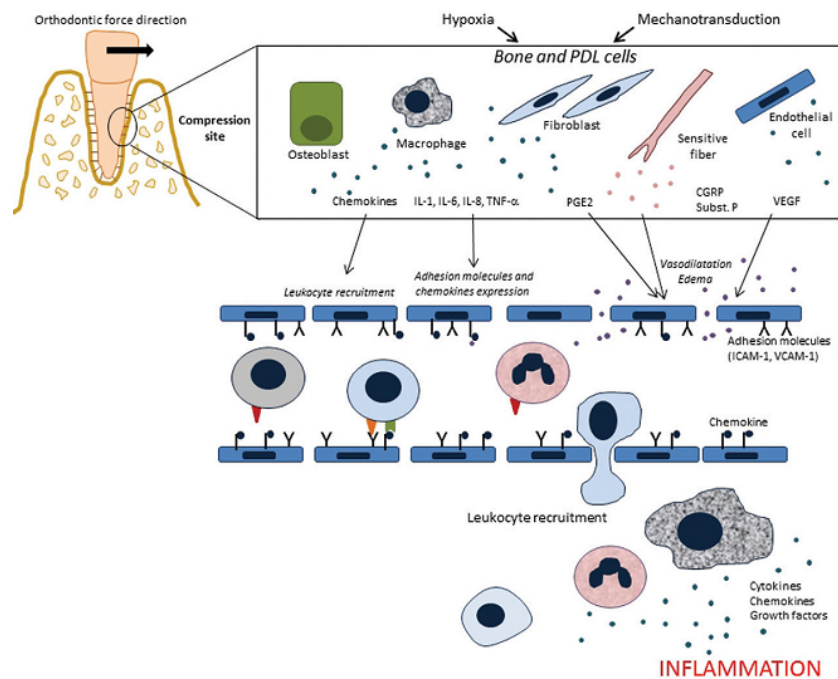 Orthodontic force direction
Hypoxia
Mechanotransduction
Bone and PDL cells
Compression
site
Osteoblast
Macrophage
Fibroblast
Sensitive
fiber
Endothelial
cell
Chemokines
IL-1, IL-6, IL-8, TNF-α
PGE2
CGRP
Subst. P
VEGF
Leukocyte recruitment
Adhesion molecules and
chemokines expression
Vasodilatation
Edema
Adhesion molecules
(ICAM-1, VCAM-1)
Chemokine
Leukocyte recruitment
Cytokines
Chemokines
Growth factors
INFLAMMATION